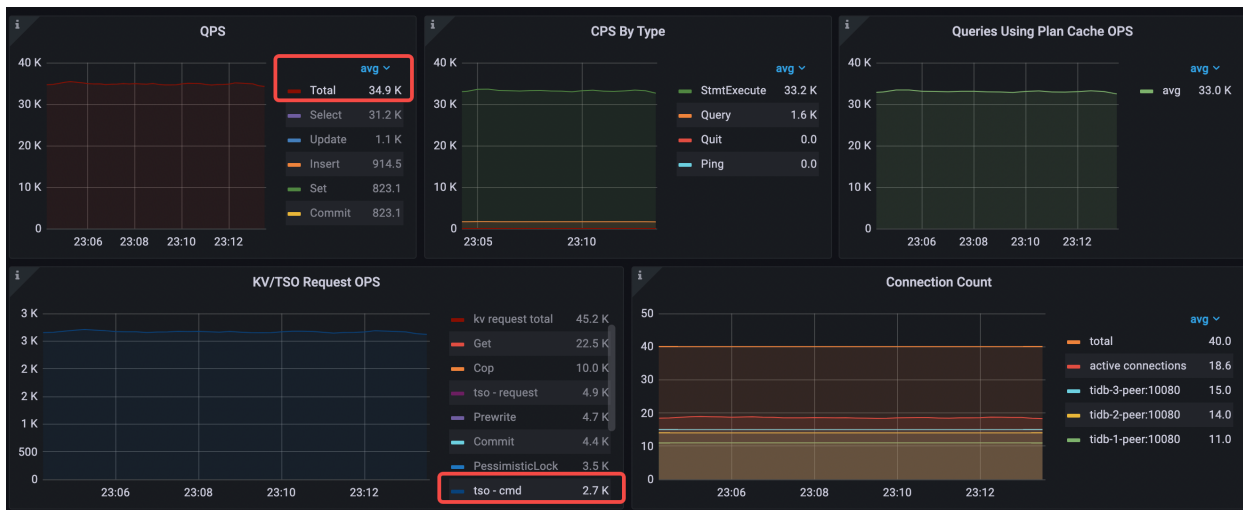 QPS
40 K
30 K
20 K
10 K
0
23:06 23:08 23:10 23:12
avg
Total 34.9 K
Select 31.2 K
Update 1.1 K
Insert 914.5
Set 823.1
Commit 823.1
CPS By Type
40 K
30 K
20 K
10 K
0
23:05 23:10
avg
StmtExecute 33.2 K
Query 1.6 K
Quit 0.0
Ping 0.0
Queries Using Plan Cache OPS
40 K
30 K
20 K
10 K
0
23:06 23:08 23:10 23:12
avg
avg 33.0 K
KV/TSO Request OPS
3 K
3 K
2 K
2 K
1 K
500
0
23:06 23:08 23:10 23:12
kv request total 45.2 K
Get 22.5 K
Cop 10.0 K
tso - request 4.9 K
Prewrite 4.7 K
Commit 4.4 K
PessimisticLock 3.5 K
tso - cmd 2.7 K
Connection Count
50
40
30
20
10
0
23:06 23:08 23:10 23:12
avg
total 40.0
active connections 18.6
tidb-3-peer:10080 15.0
tidb-2-peer:10080 14.0
tidb-1-peer:10080 11.0